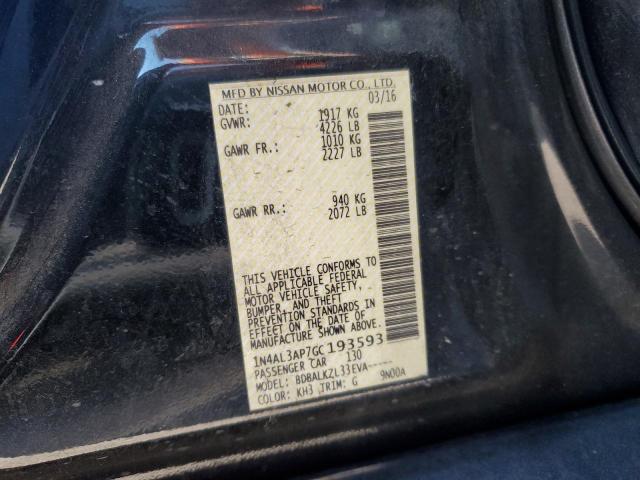 MFD BY NISSAN MOTOR CO., LTD.
DATE: 03/16
GVWR: 1917 KG
4226 LB
GAWR FR.: 1010 KG
2227 LB
GAWR RR.: 940 KG
2072 LB
THIS VEHICLE CONFORMS TO
ALL APPLICABLE FEDERAL
MOTOR VEHICLE SAFETY,
BUMPER, AND THEFT
PREVENTION STANDARDS IN
EFFECT ON THE DATE OF
MANUFACTURE SHOWN ABOVE.
1N4AL3AP7GC193593
PASSENGER CAR 130
MODEL: BDBALKZL33EVA-----
COLOR: KH3 TRIM: G 9N00A